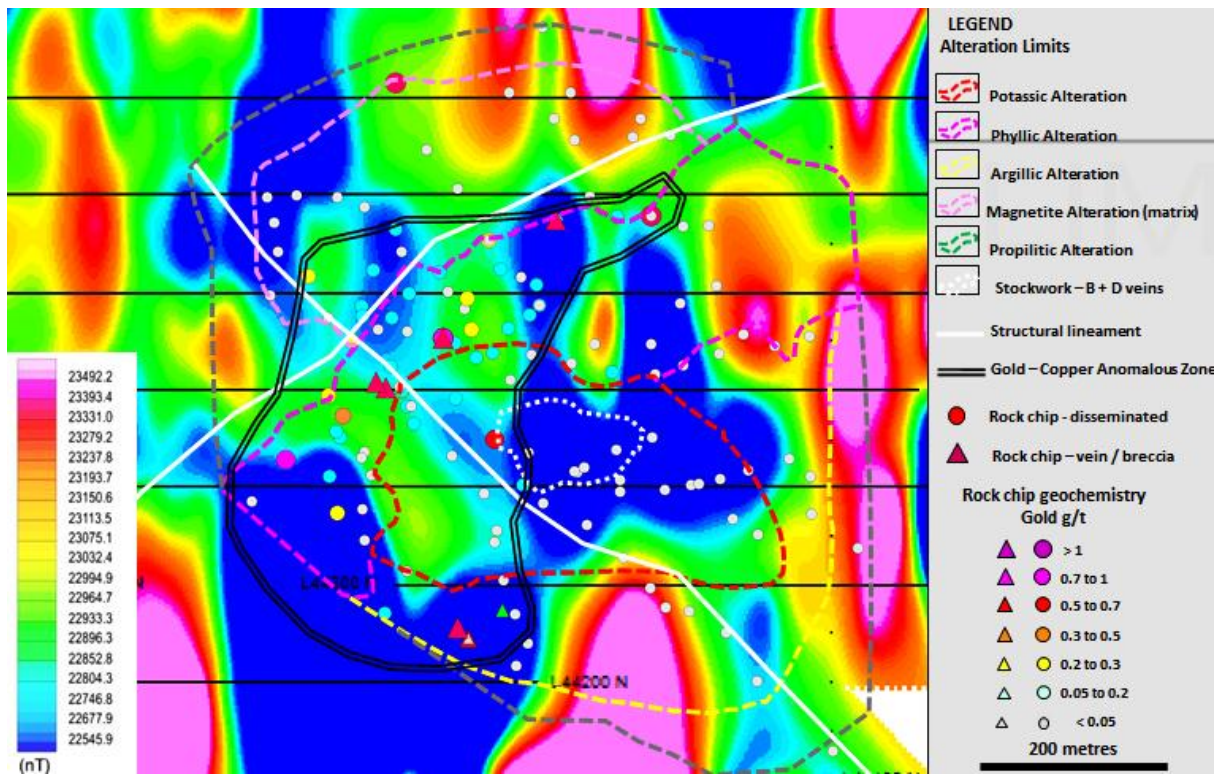 LEGEND
Alteration Limits
Potassic Alteration
Phyllic Alteration
Argillic Alteration
Magnetite Alteration (matrix)
Propilitic Alteration
Stockwork – B + D veins
Structural lineament
Gold – Copper Anomalous Zone
Rock chip - disseminated
Rock chip – vein / breccia
Rock chip geochemistry
Gold g/t
> 1
0.7 to 1
0.5 to 0.7
0.3 to 0.5
0.2 to 0.3
0.05 to 0.2
< 0.05
200 metres
23492.2
23393.4
23331.0
23279.2
23237.8
23193.7
23150.6
23113.5
23075.1
23032.4
22994.9
22964.7
22933.3
22896.3
22852.8
22804.3
22746.8
22677.9
22545.9
(nT)
N
L44200 N